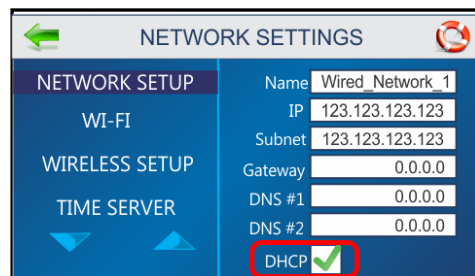 NETWORK SETTINGS
NETWORK SETUP
WI-FI
WIRELESS SETUP
TIME SERVER
Name Wired_Network_1
IP 123.123.123.123
Subnet 123.123.123.123
Gateway 0.0.0.0
DNS #1 0.0.0.0
DNS #2 0.0.0.0
DHCP